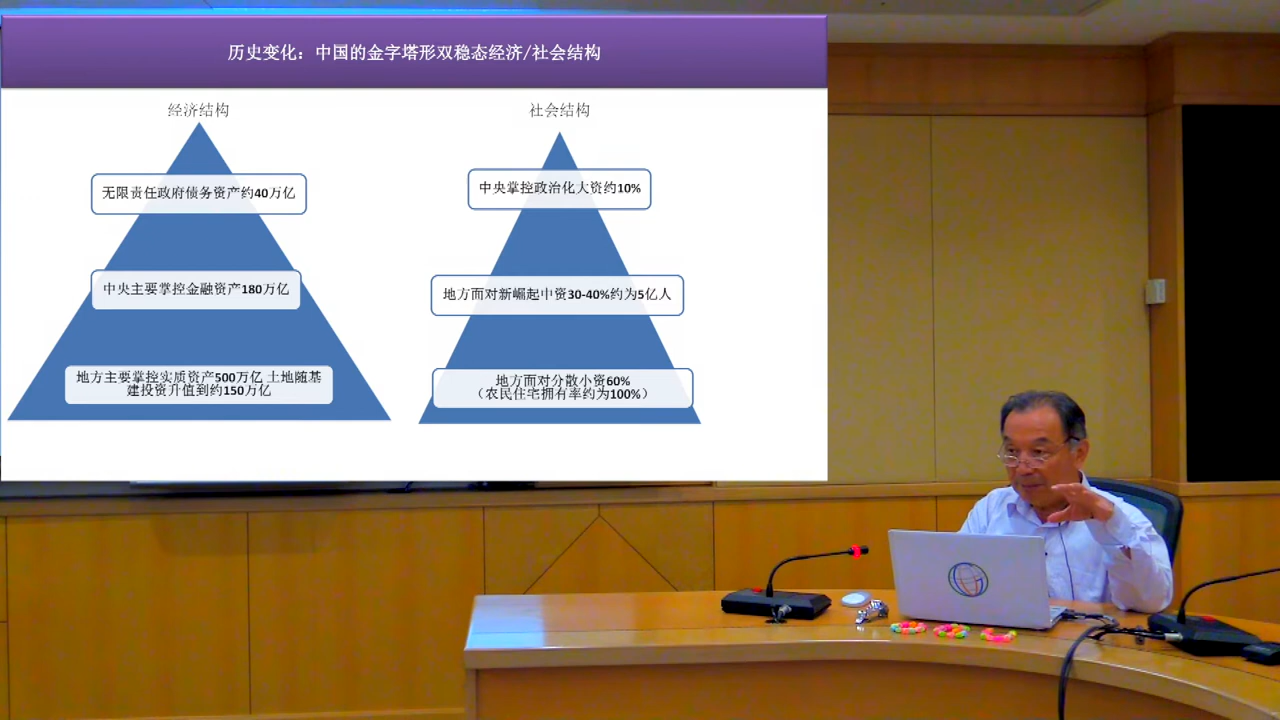 历史变化：中国的金字塔形双稳态经济/社会结构
经济结构
社会结构
无限责任政府债务资产约40万亿
中央掌控政治化大资约10%
中央主要掌控金融资产180万亿
地方面对新崛起中资30-40%约为5亿人
地方主要掌控实质资产500万亿 土地随基
建投资升值到约150万亿
地方面对分散小资60%
（农民住宅拥有率约为100%）